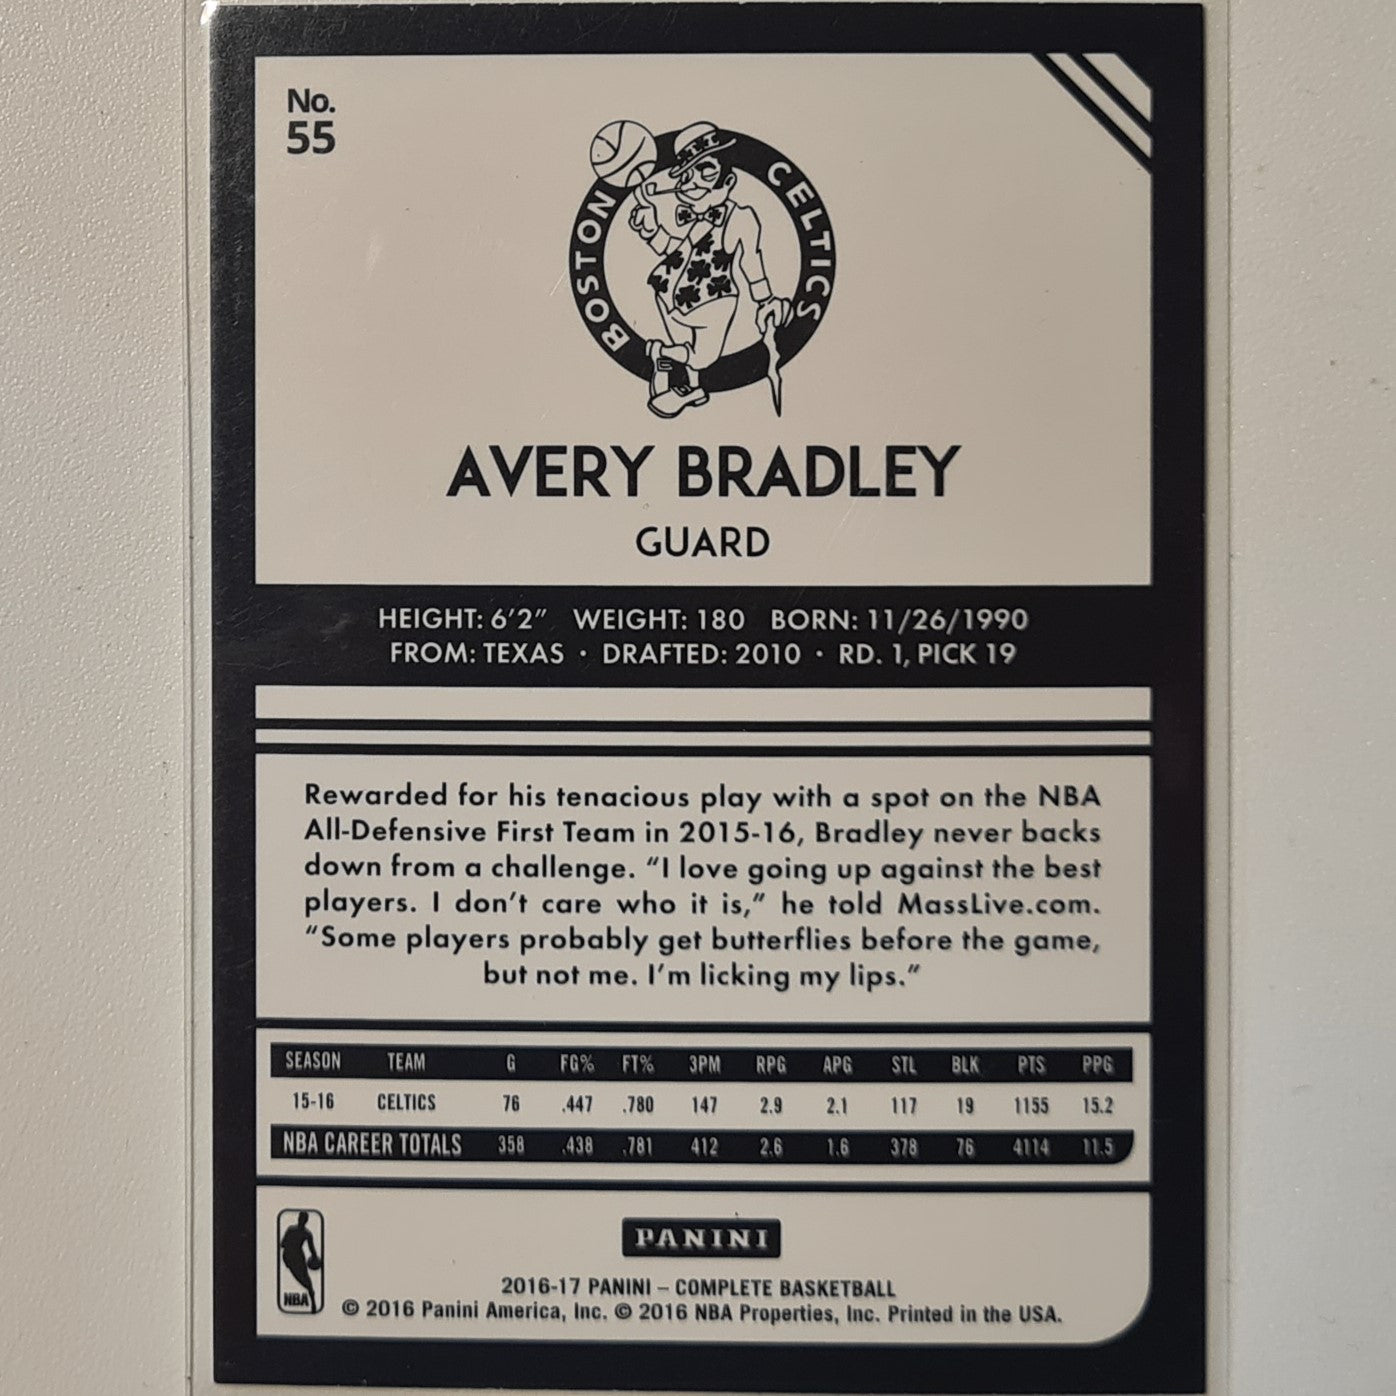 No.
55
BOSTON CELTICS
AVERY BRADLEY
GUARD
HEIGHT: 6’2” WEIGHT: 180 BORN: 11/26/1990
FROM: TEXAS · DRAFTED: 2010 · RD. 1, PICK 19
Rewarded for his tenacious play with a spot on the NBA
All-Defensive First Team in 2015-16, Bradley never backs
down from a challenge. “I love going up against the best
players. I don’t care who it is,” he told MassLive.com.
“Some players probably get butterflies before the game,
but not me. I’m licking my lips.”
SEASON TEAM G FG% FT% 3PM RPG APG STL BLK PTS PPG
15-16 CELTICS 76 .447 .780 147 2.9 2.1 117 19 1155 15.2
NBA CAREER TOTALS 358 .438 .781 412 2.6 1.6 378 76 4114 11.5
PANINI
NBA
2016-17 PANINI – COMPLETE BASKETBALL
© 2016 Panini America, Inc. © 2016 NBA Properties, Inc. Printed in the USA.